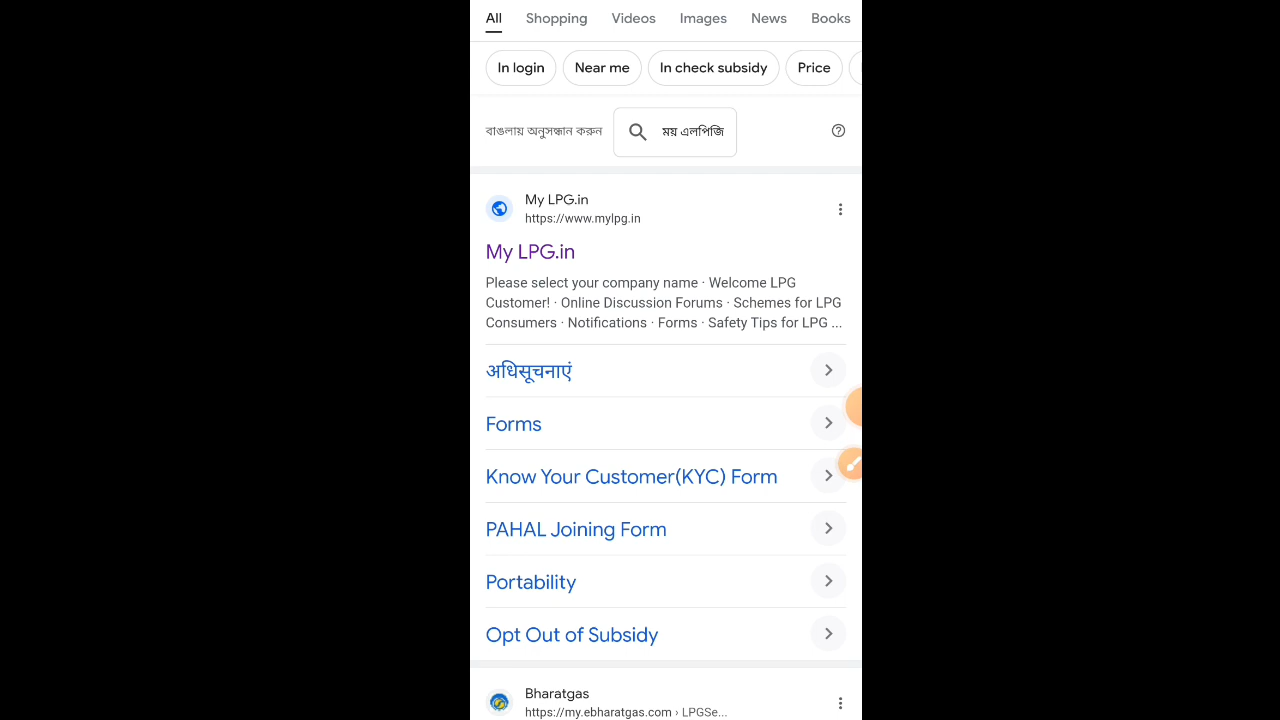 All Shopping Videos Images News Books
In login Near me In check subsidy Price
বাঙলায় অনুসন্ধান করুন ময় এলপিজি
My LPG.in
https://www.mylpg.in
My LPG.in
Please select your company name · Welcome LPG
Customer! · Online Discussion Forums · Schemes for LPG
Consumers · Notifications · Forms · Safety Tips for LPG ...
अधिसूचनाएं
Forms
Know Your Customer(KYC) Form
PAHAL Joining Form
Portability
Opt Out of Subsidy
Bharatgas
https://my.ebharatgas.com › LPGSe...